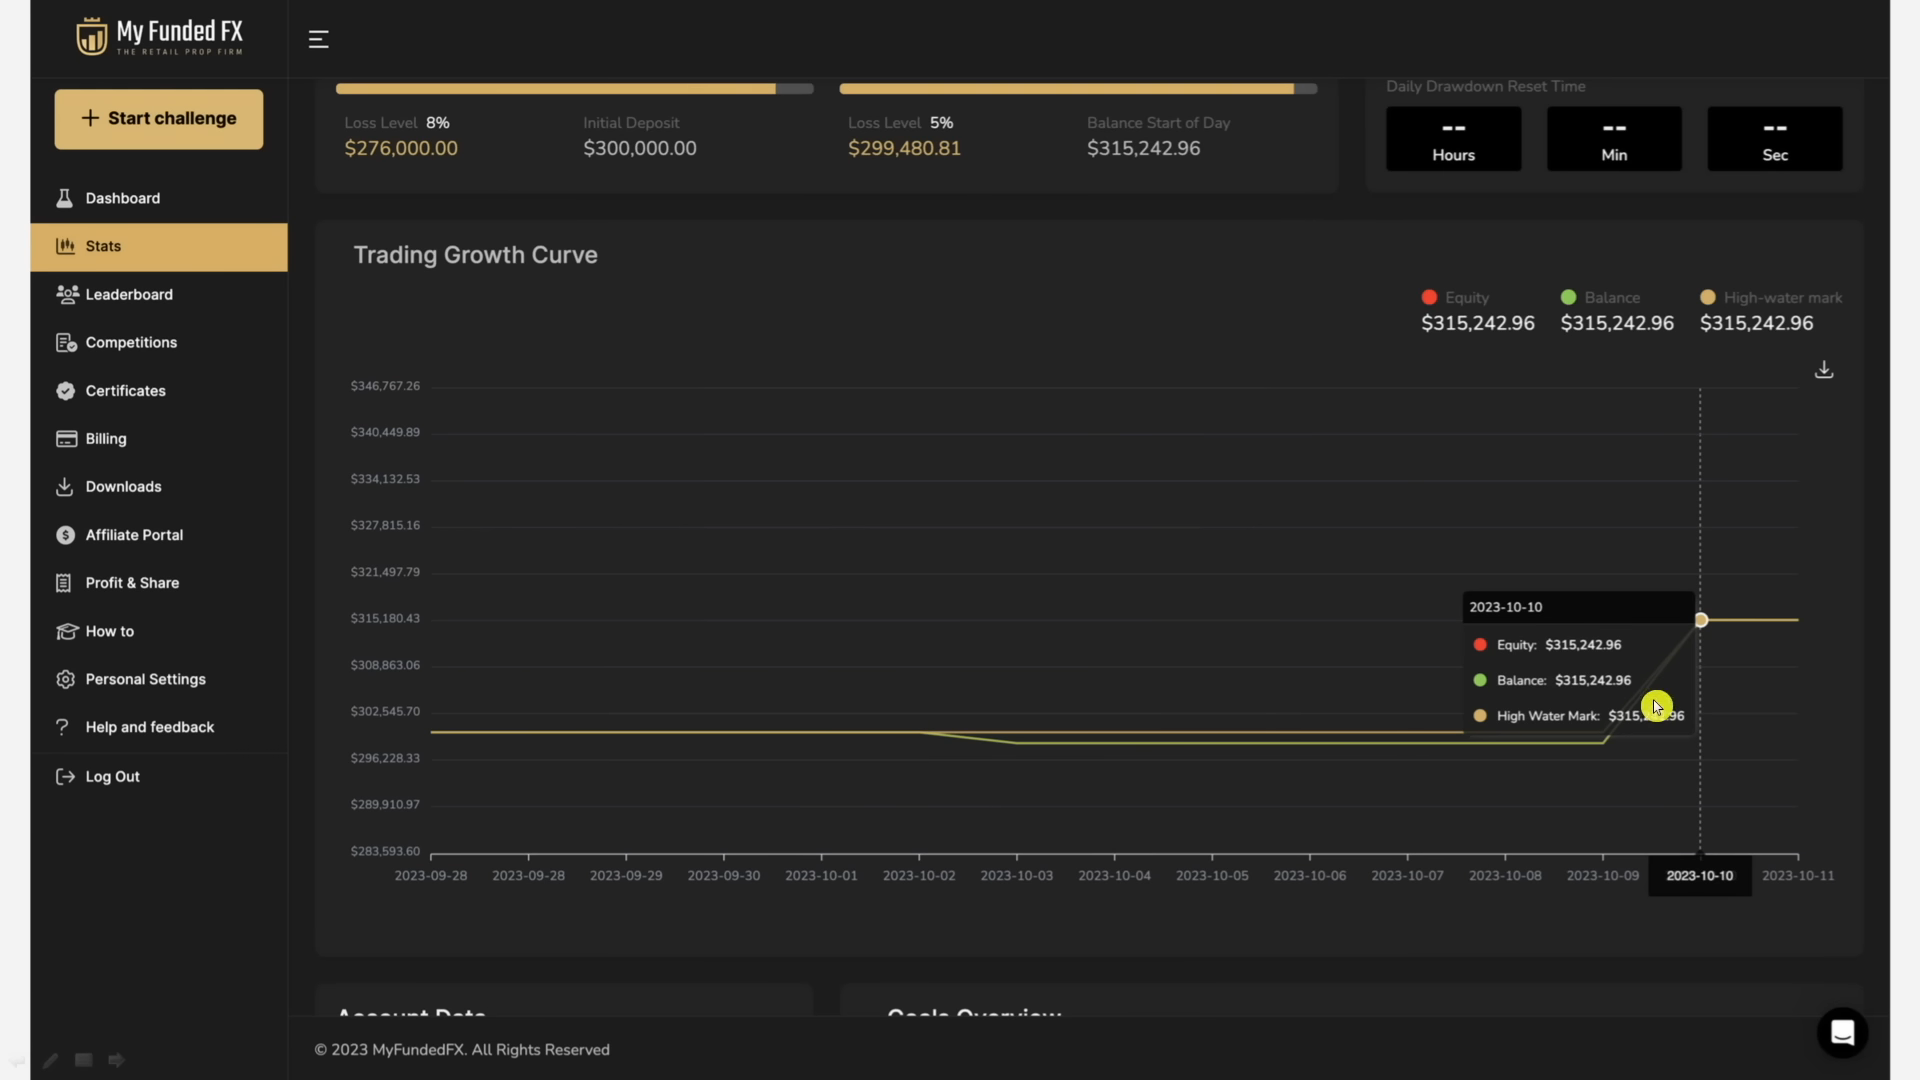 My Funded FX
THE RETAIL PROP FIRM
Start challenge
Dashboard
Stats
Leaderboard
Competitions
Certificates
Billing
Downloads
Affiliate Portal
Profit & Share
How to
Personal Settings
Help and feedback
Log Out
Loss Level 8%
$276,000.00
Initial Deposit
$300,000.00
Loss Level 5%
$299,480.81
Balance Start of Day
$315,242.96
Daily Drawdown Reset Time
-- -- --
Hours Min Sec
Trading Growth Curve
Equity
$315,242.96
Balance
$315,242.96
High-water mark
$315,242.96
$346,767.26
$340,449.89
$334,132.53
$327,815.16
$321,497.79
$315,180.43
$308,863.06
$302,545.70
$296,228.33
$289,910.97
$283,593.60
2023-10-10
Equity: $315,242.96
Balance: $315,242.96
High Water Mark:
2023-09-28 2023-09-28 2023-09-29 2023-09-30 2023-10-01 2023-10-02 2023-10-03 2023-10-04 2023-10-05 2023-10-06 2023-10-07 2023-10-08 2023-10-09 2023-10-10 2023-10-11
Account Data
Goals Overview
© 2023 MyFundedFX. All Rights Reserved